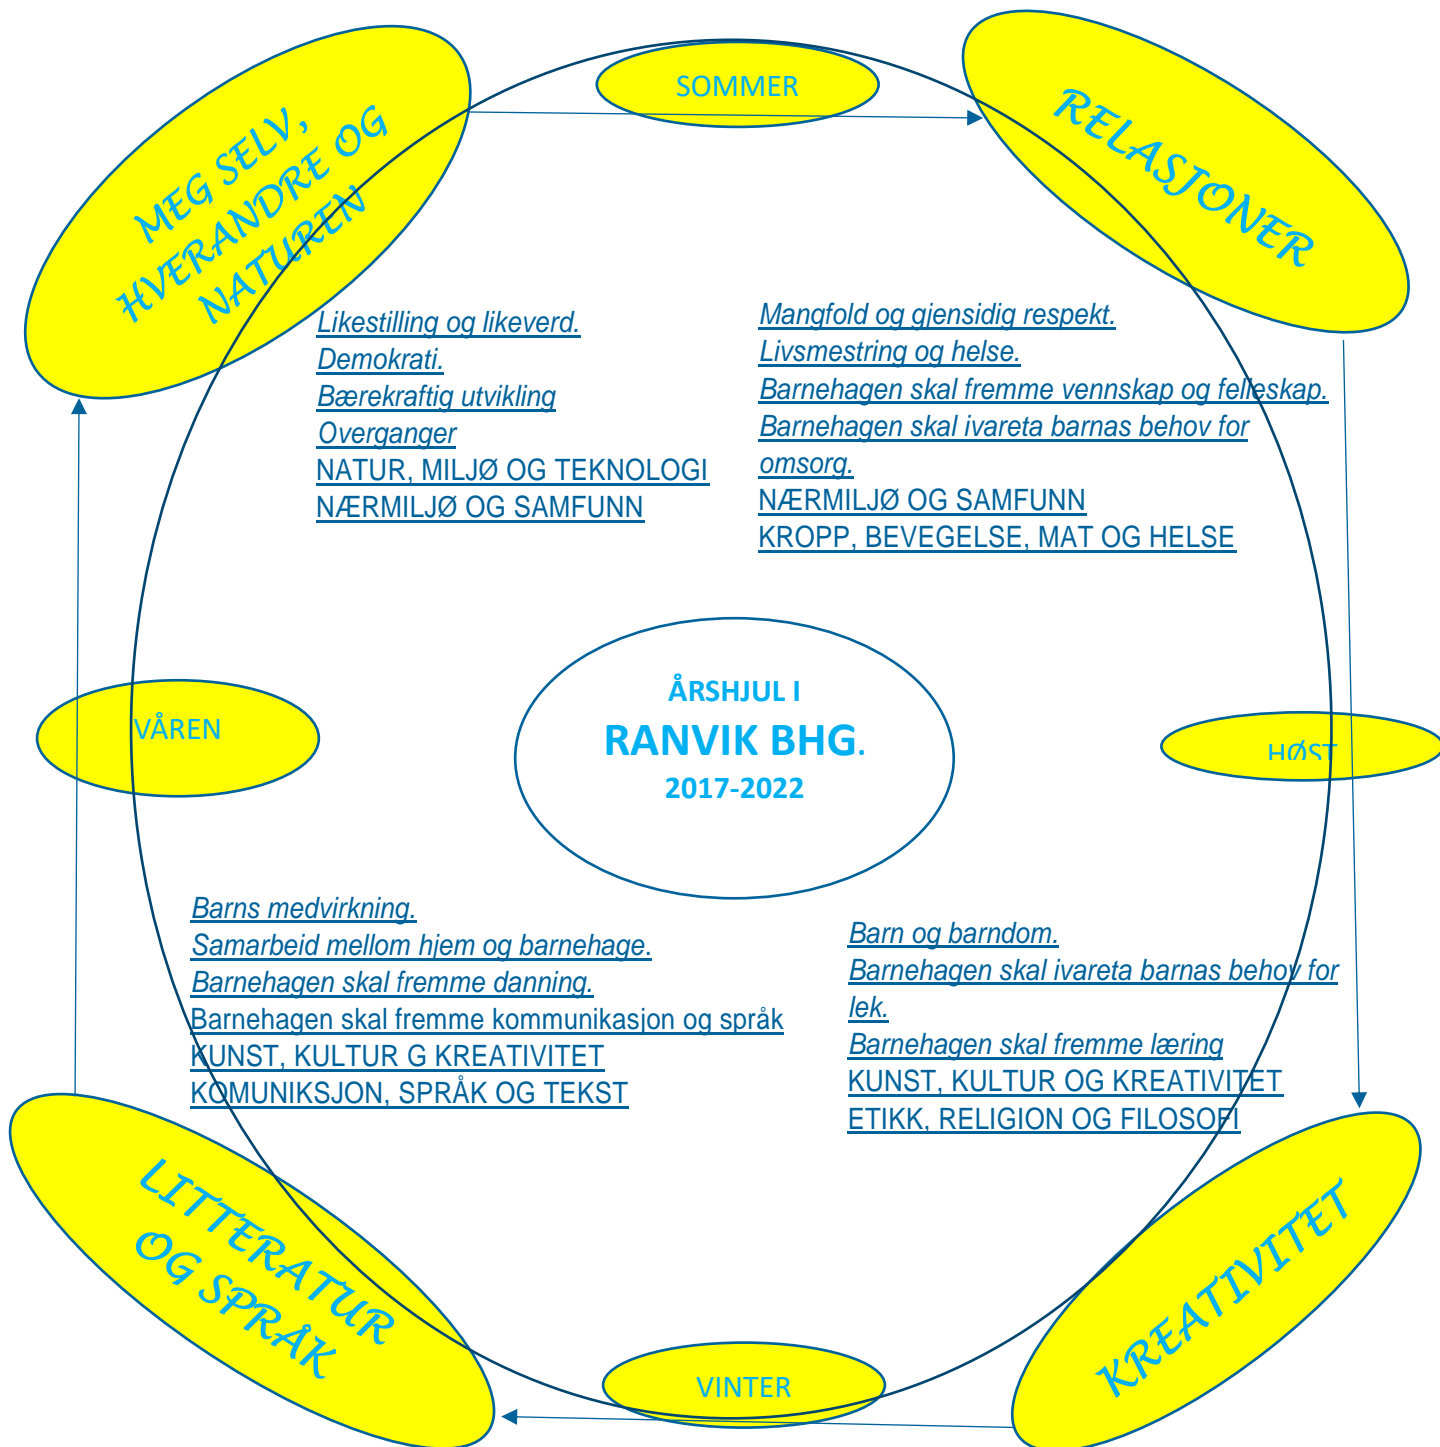 SOMMER
MEG SELV,
HVERANDRE OG
NATUREN
RELASJONER
Likestilling og likeverd.
Demokrati.
Bærekraftig utvikling
Overganger
NATUR, MILJØ OG TEKNOLOGI
NÆRMILJØ OG SAMFUNN
Mangfold og gjensidig respekt.
Livsmestring og helse.
Barnehagen skal fremme vennskap og felleskap.
Barnehagen skal ivareta barnas behov for
omsorg.
NÆRMILJØ OG SAMFUNN
KROPP, BEVEGELSE, MAT OG HELSE
VÅREN
ÅRSHJUL I
RANVIK BHG.
2017-2022
HØST
Barns medvirkning.
Samarbeid mellom hjem og barnehage.
Barnehagen skal fremme danning.
Barnehagen skal fremme kommunikasjon og språk
KUNST, KULTUR G KREATIVITET
KOMUNIKSJON, SPRÅK OG TEKST
Barn og barndom.
Barnehagen skal ivareta barnas behov for
lek.
Barnehagen skal fremme læring
KUNST, KULTUR OG KREATIVITET
ETIKK, RELIGION OG FILOSOFI
LITTERATUR
OG SPRÅK
VINTER
KREATIVITET